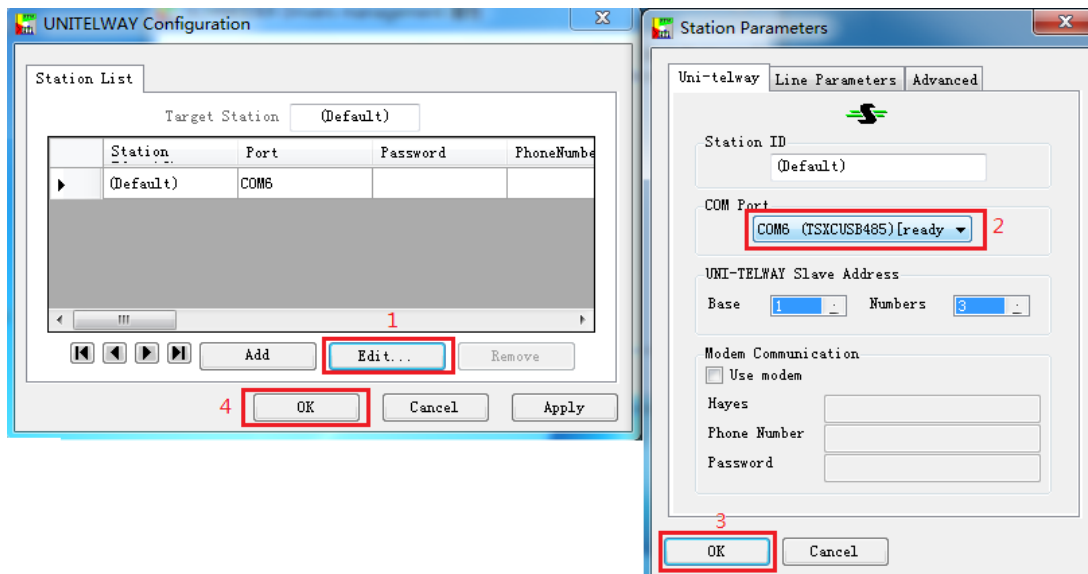 UNITELWAY Configuration
Station List
Target Station (Default)
Station Port Password PhoneNumbe
(Default) COM6
1
Add Edit... Remove
4 OK Cancel Apply
Station Parameters
Uni-telway Line Parameters Advanced
Station ID
(Default)
COM Port
COM6 (TSXCUSB485)[ready 2
UNI-TELWAY Slave Address
Base 1 Numbers 3
Modem Communication
Use modem
Hayes
Phone Number
Password
3
OK Cancel